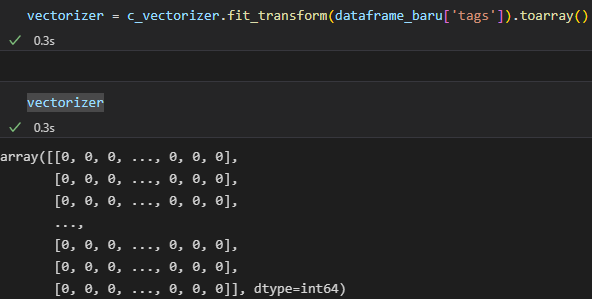 vectorizer = c_vectorizer.fit_transform(dataframe_baru['tags']).toarray()
0.3s
vectorizer
0.3s
array([[0, 0, 0, ..., 0, 0, 0],
       [0, 0, 0, ..., 0, 0, 0],
       [0, 0, 0, ..., 0, 0, 0],
       ...,
       [0, 0, 0, ..., 0, 0, 0],
       [0, 0, 0, ..., 0, 0, 0],
       [0, 0, 0, ..., 0, 0, 0]], dtype=int64)